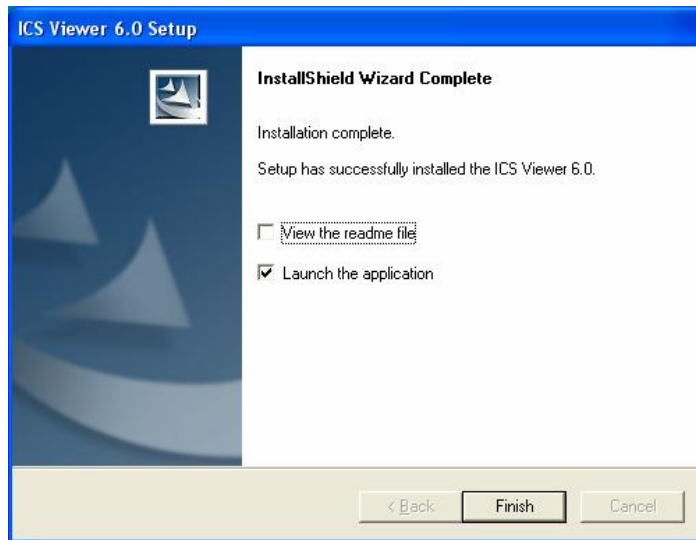 ICS Viewer 6.0 Setup
InstallShield Wizard Complete
Installation complete.
Setup has successfully installed the ICS Viewer 6.0.
View the readme file
Launch the application
< Back
Finish
Cancel